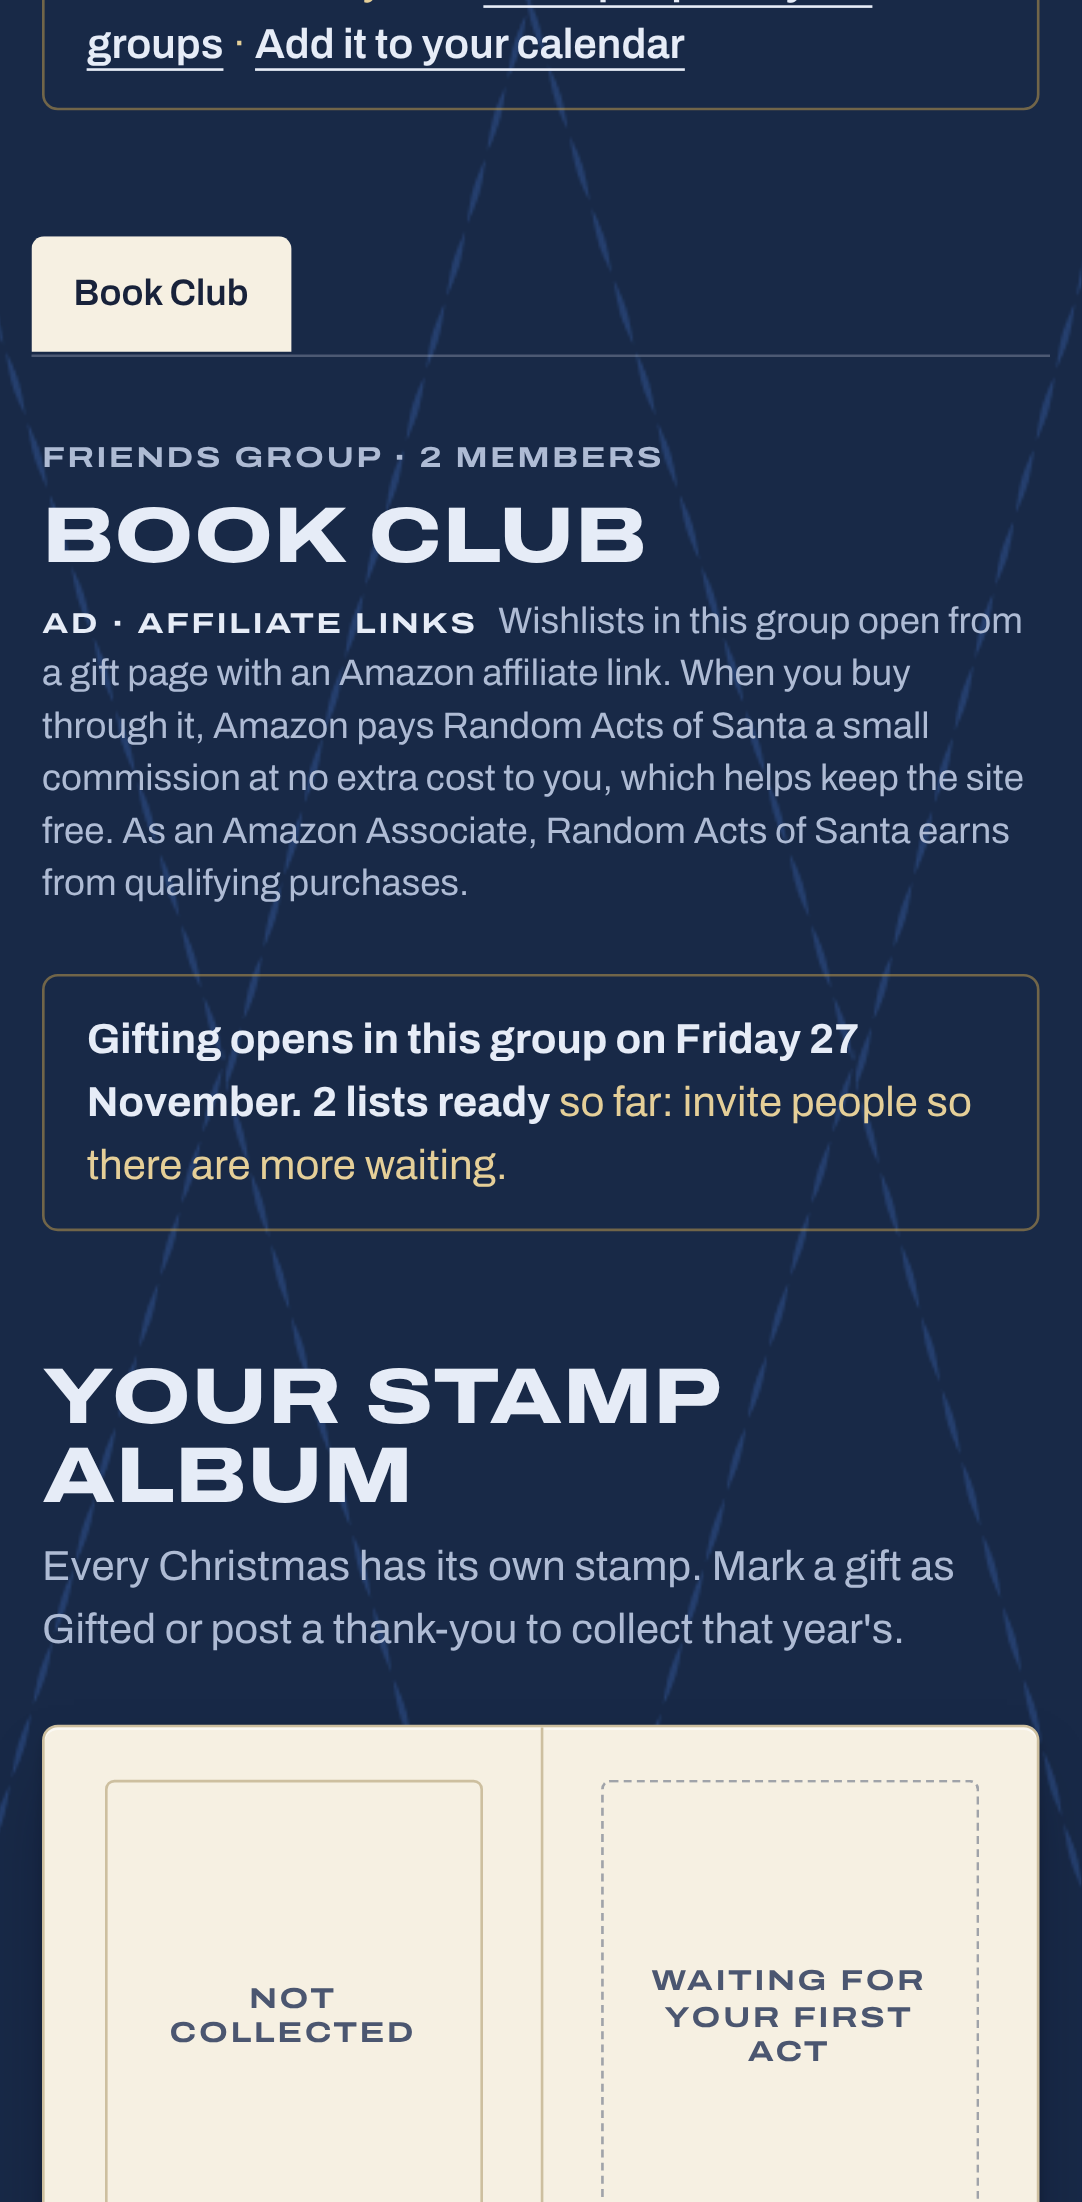 groups · Add it to your calendar
Book Club
FRIENDS GROUP · 2 MEMBERS
BOOK CLUB
AD · AFFILIATE LINKS Wishlists in this group open from
a gift page with an Amazon affiliate link. When you buy
through it, Amazon pays Random Acts of Santa a small
commission at no extra cost to you, which helps keep the site
free. As an Amazon Associate, Random Acts of Santa earns
from qualifying purchases.
Gifting opens in this group on Friday 27
November. 2 lists ready so far: invite people so
there are more waiting.
YOUR STAMP
ALBUM
Every Christmas has its own stamp. Mark a gift as
Gifted or post a thank-you to collect that year's.
NOT
COLLECTED
WAITING FOR
YOUR FIRST
ACT